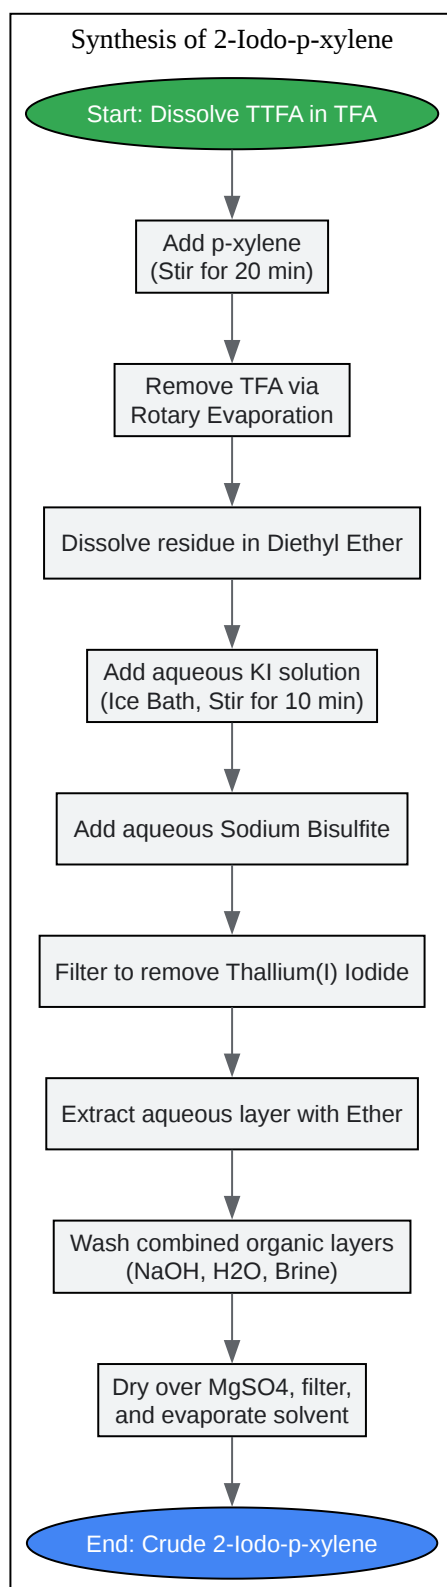 Synthesis of 2-Iodo-p-xylene
Start: Dissolve TTFA in TFA
Add p-xylene
(Stir for 20 min)
Remove TFA via
Rotary Evaporation
Dissolve residue in Diethyl Ether
Add aqueous KI solution
(Ice Bath, Stir for 10 min)
Add aqueous Sodium Bisulfite
Filter to remove Thallium(I) Iodide
Extract aqueous layer with Ether
Wash combined organic layers
(NaOH, H2O, Brine)
Dry over MgSO4, filter,
and evaporate solvent
End: Crude 2-Iodo-p-xylene